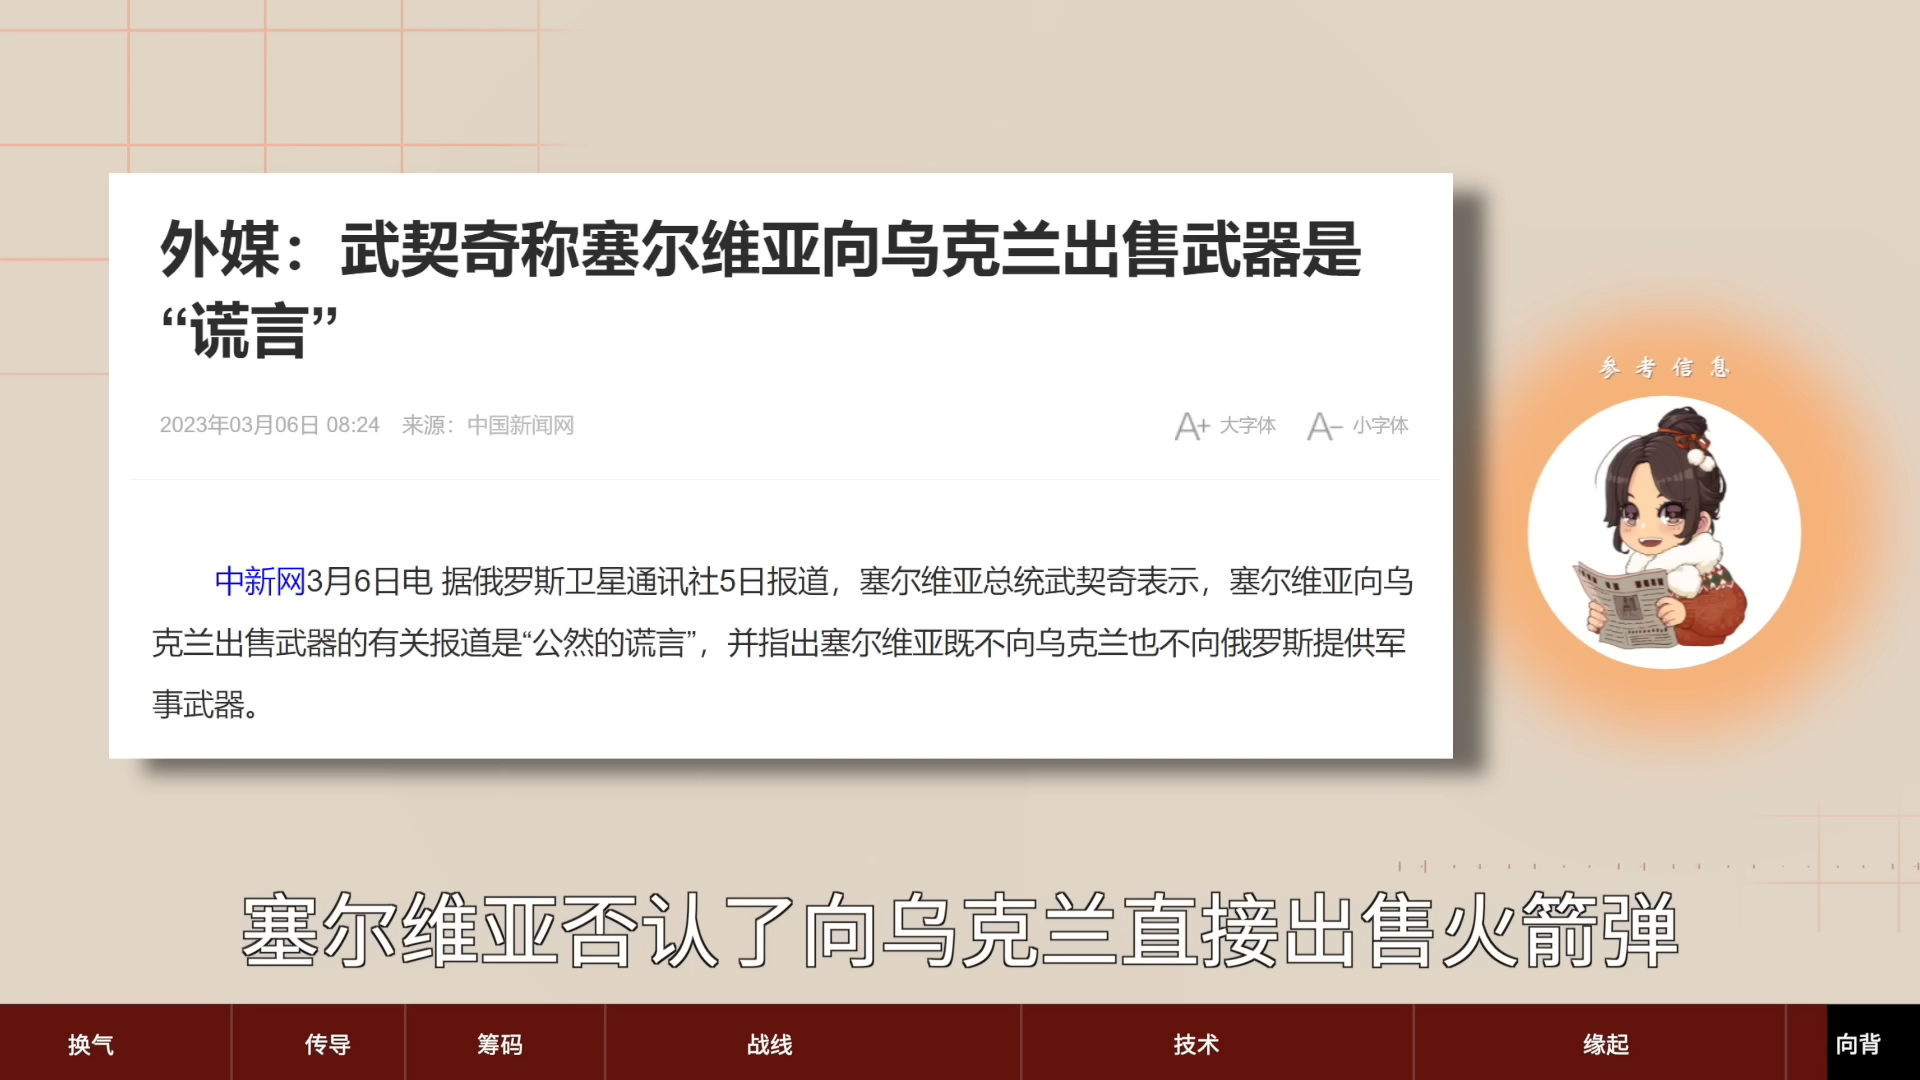 外媒：武契奇称塞尔维亚向乌克兰出售武器是
“谎言”
2023年03月06日 08:24 来源：中国新闻网
A+ 大字体 A- 小字体
参考信息
中新网3月6日电 据俄罗斯卫星通讯社5日报道，塞尔维亚总统武契奇表示，塞尔维亚向乌
克兰出售武器的有关报道是“公然的谎言”，并指出塞尔维亚既不向乌克兰也不向俄罗斯提供军
事武器。
塞尔维亚否认了向乌克兰直接出售火箭弹
换气 传导 筹码 战线 技术 缘起 向背